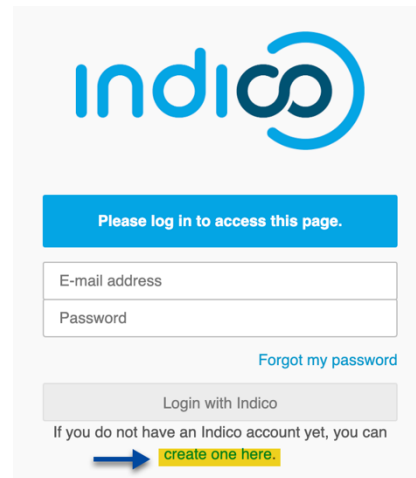 indico
Please log in to access this page.
E-mail address
Password
Forgot my password
Login with Indico
If you do not have an Indico account yet, you can
create one here.